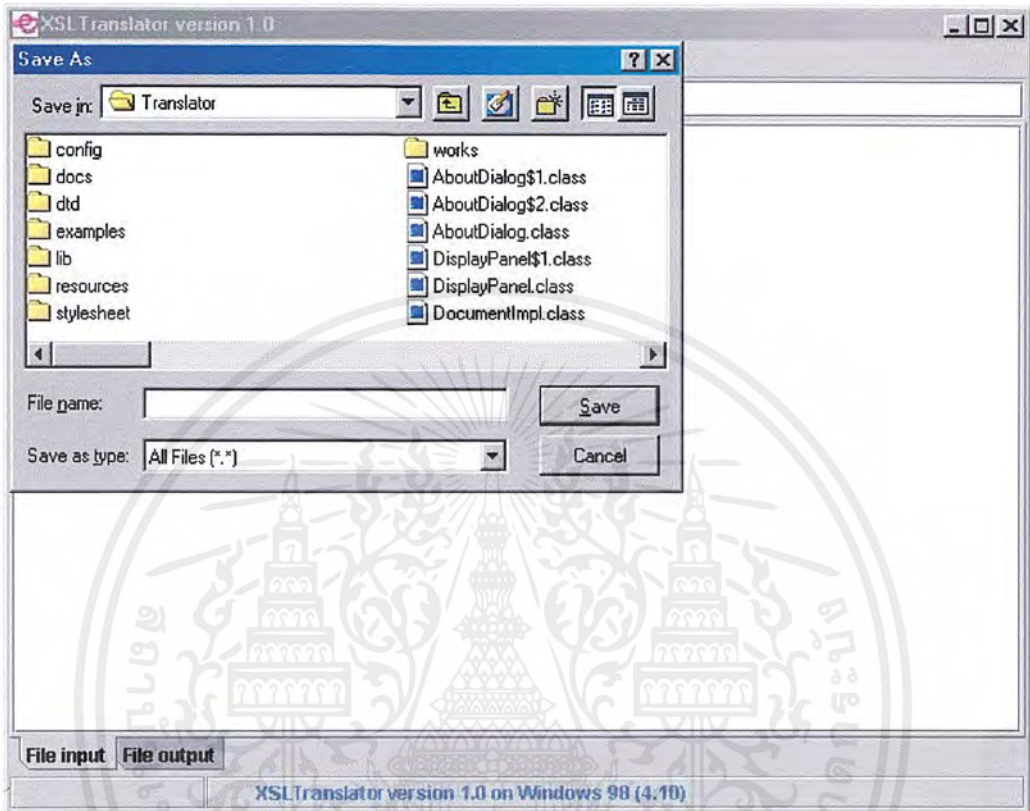 XSLTranslator version 1.0
Save As
Save in: Translator
config
docs
dtd
examples
lib
resources
stylesheet
works
AboutDialog$1.class
AboutDialog$2.class
AboutDialog.class
DisplayPanel$1.class
DisplayPanel.class
DocumentImpl.class
File name:
Save
Save as type: All Files (*.*)
Cancel
File input File output
XSLTranslator version 1.0 on Windows 98 (4.10)